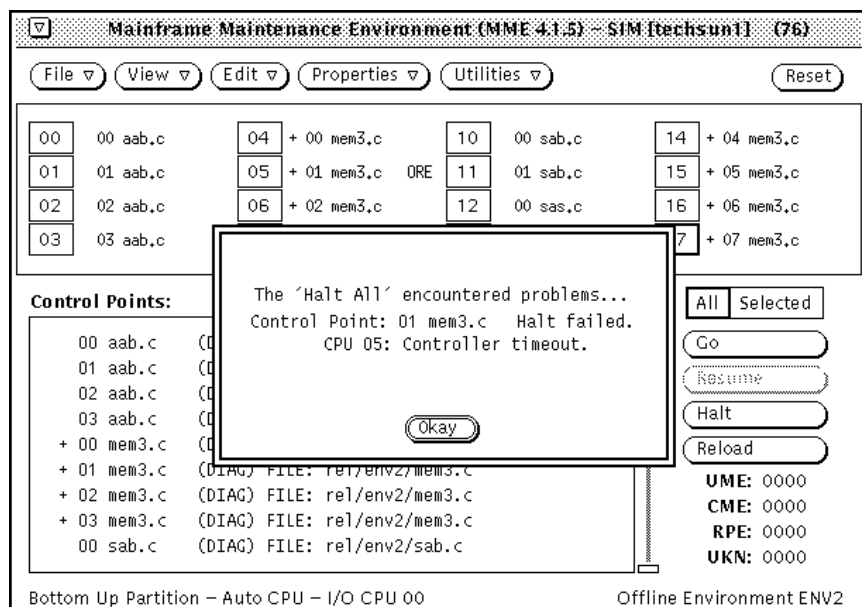 Mainframe Maintenance Environment (MME 4.1.5) – SIM [techsun1] (76)
File View Edit Properties Utilities Reset
00 00 aab.c 04 + 00 mem3.c 10 00 sab.c 14 + 04 mem3.c
01 01 aab.c 05 + 01 mem3.c ORE 11 01 sab.c 15 + 05 mem3.c
02 02 aab.c 06 + 02 mem3.c 12 00 sas.c 16 + 06 mem3.c
03 03 aab.c 7 + 07 mem3.c
The ´Halt All´ encountered problems...
Control Point: 01 mem3.c Halt failed.
CPU 05: Controller timeout.
Okay
Control Points:
00 aab.c (D
01 aab.c (D
02 aab.c (D
03 aab.c (D
+ 00 mem3.c (D
+ 01 mem3.c (DIAG) FILE: rel/env2/mem3.c
+ 02 mem3.c (DIAG) FILE: rel/env2/mem3.c
+ 03 mem3.c (DIAG) FILE: rel/env2/mem3.c
00 sab.c (DIAG) FILE: rel/env2/sab.c
All Selected
Go
Resume
Halt
Reload
UME: 0000
CME: 0000
RPE: 0000
UKN: 0000
Bottom Up Partition – Auto CPU – I/O CPU 00
Offline Environment ENV2